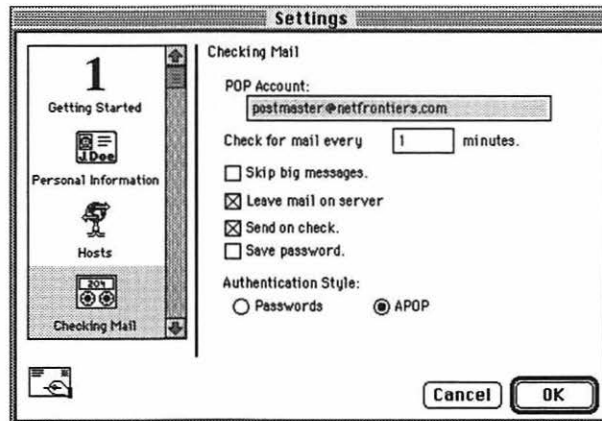 Settings
1
Getting Started
J.Doe
Personal Information
Hosts
204
Checking Mail
Checking Mail
POP Account:
postmaster@netfrontiers.com
Check for mail every 1 minutes.
Skip big messages.
Leave mail on server
Send on check.
Save password.
Authentication Style:
Passwords APOP
Cancel OK